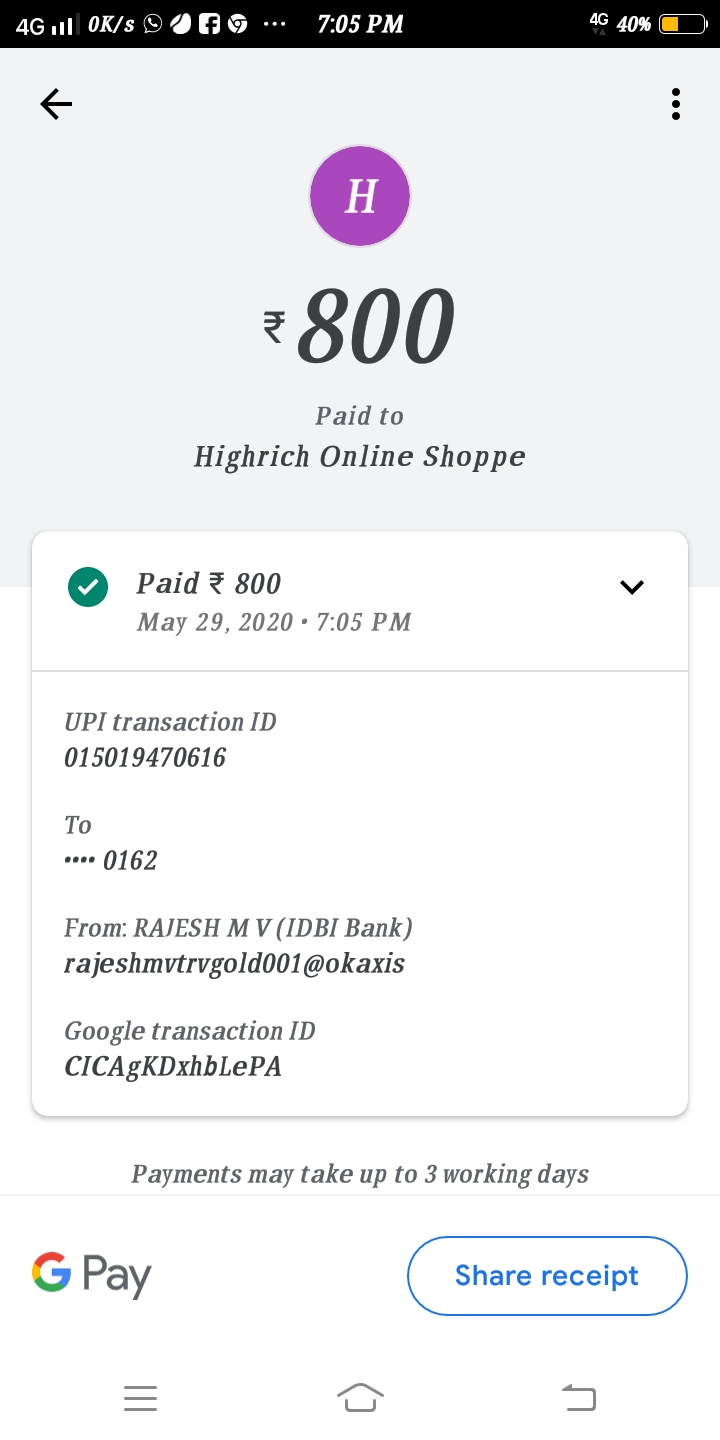 4G 0K/s ... 7:05 PM 4G 40%
H
₹800
Paid to
Highrich Online Shoppe
Paid ₹ 800
May 29, 2020 • 7:05 PM
UPI transaction ID
015019470616
To
•••• 0162
From: RAJESH M V (IDBI Bank)
rajeshmvtrvgold001@okaxis
Google transaction ID
CICAgKDxhbLePA
Payments may take up to 3 working days
G Pay
Share receipt